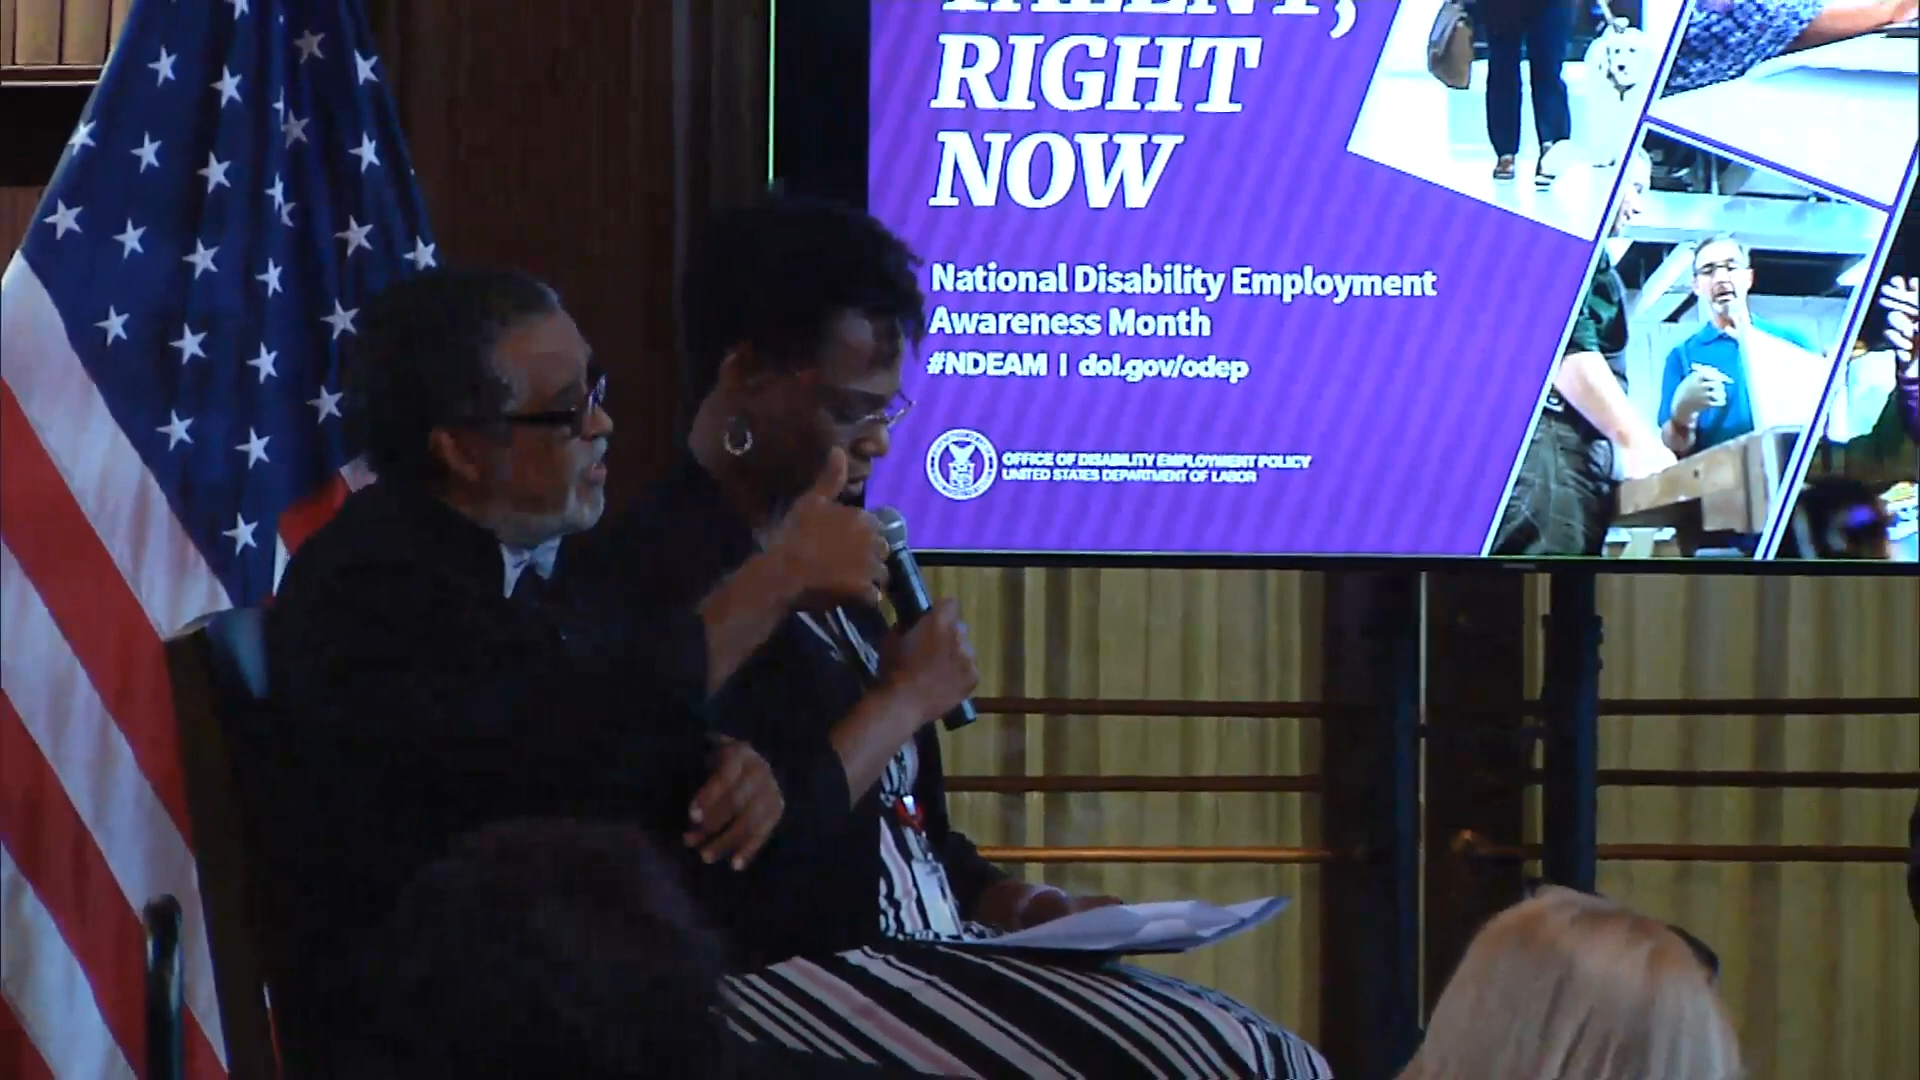 TALENT,
RIGHT
NOW
National Disability Employment
Awareness Month
#NDEAM | dol.gov/odep
OFFICE OF DISABILITY EMPLOYMENT POLICY
UNITED STATES DEPARTMENT OF LABOR